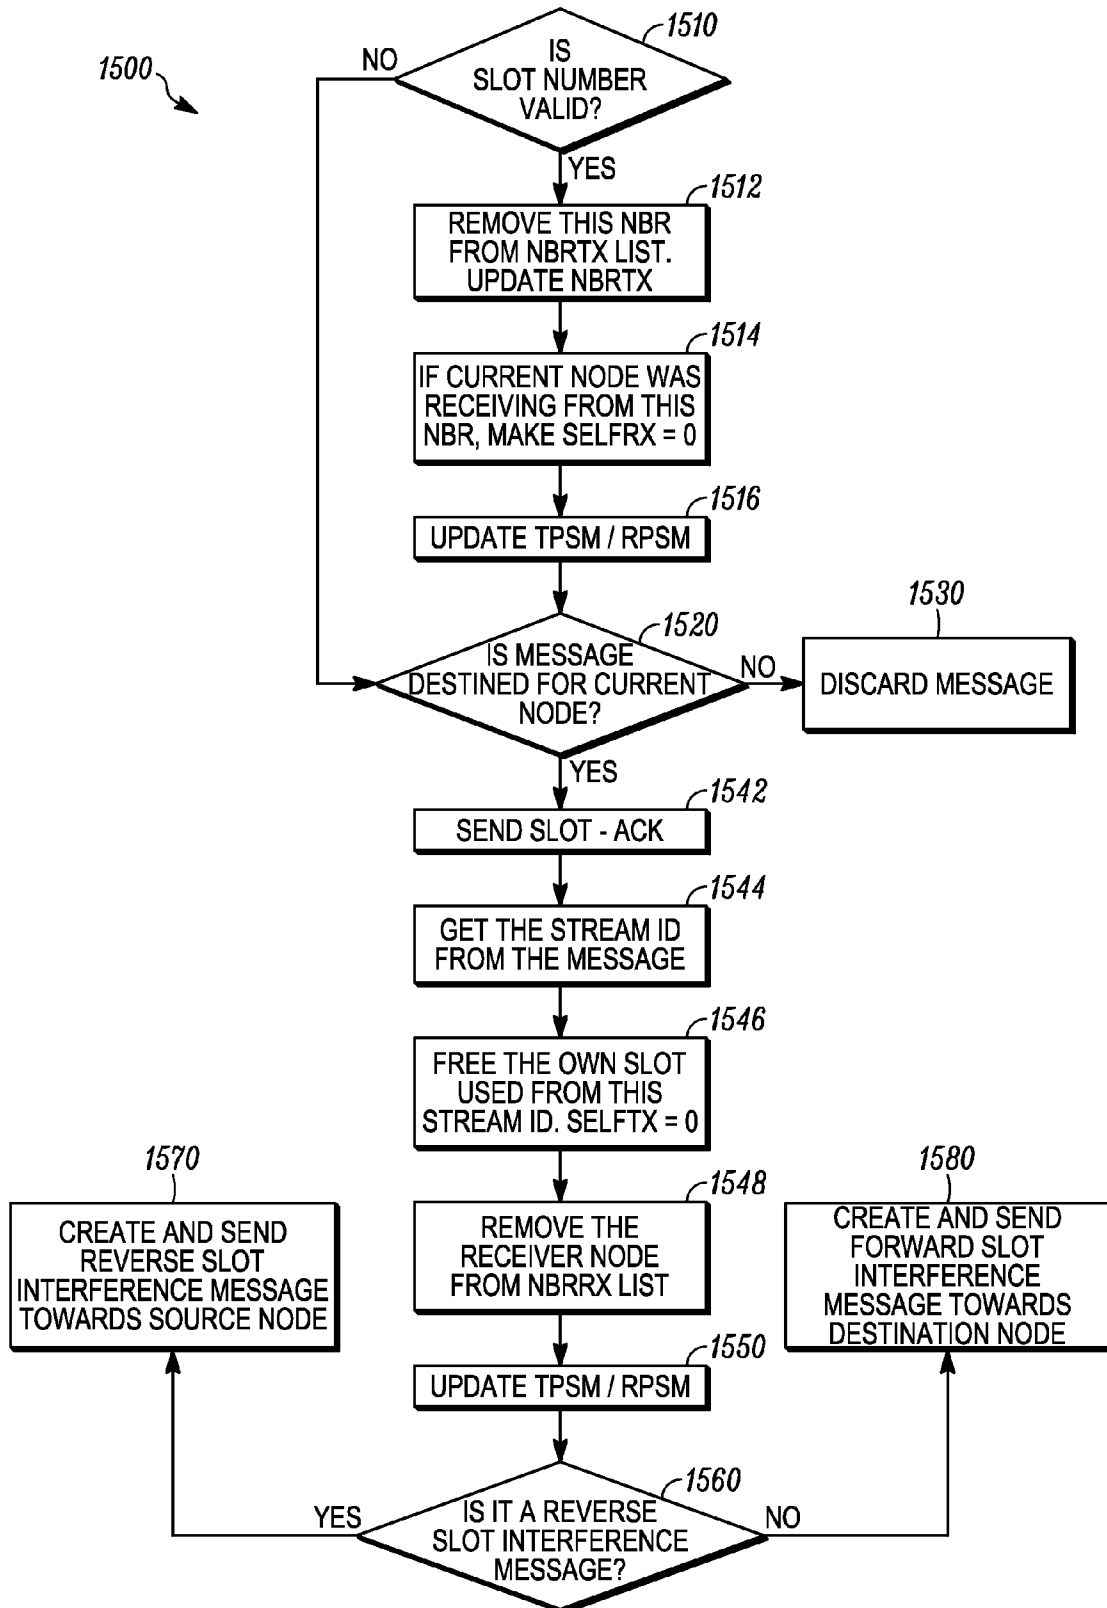 1510
1500
NO
IS
SLOT NUMBER
VALID?
YES
1512
REMOVE THIS NBR
FROM NBRTX LIST.
UPDATE NBRTX
1514
IF CURRENT NODE WAS
RECEIVING FROM THIS
NBR, MAKE SELFRX = 0
1516
UPDATE TPSM / RPSM
1520
IS MESSAGE
DESTINED FOR CURRENT
NODE?
NO
1530
DISCARD MESSAGE
YES
1542
SEND SLOT - ACK
1544
GET THE STREAM ID
FROM THE MESSAGE
1546
FREE THE OWN SLOT
USED FROM THIS
STREAM ID. SELFTX = 0
1548
REMOVE THE
RECEIVER NODE
FROM NBRRX LIST
1550
UPDATE TPSM / RPSM
1560
IS IT A REVERSE
SLOT INTERFERENCE
MESSAGE?
YES
1570
CREATE AND SEND
REVERSE SLOT
INTERFERENCE MESSAGE
TOWARDS SOURCE NODE
NO
1580
CREATE AND SEND
FORWARD SLOT
INTERFERENCE
MESSAGE TOWARDS
DESTINATION NODE